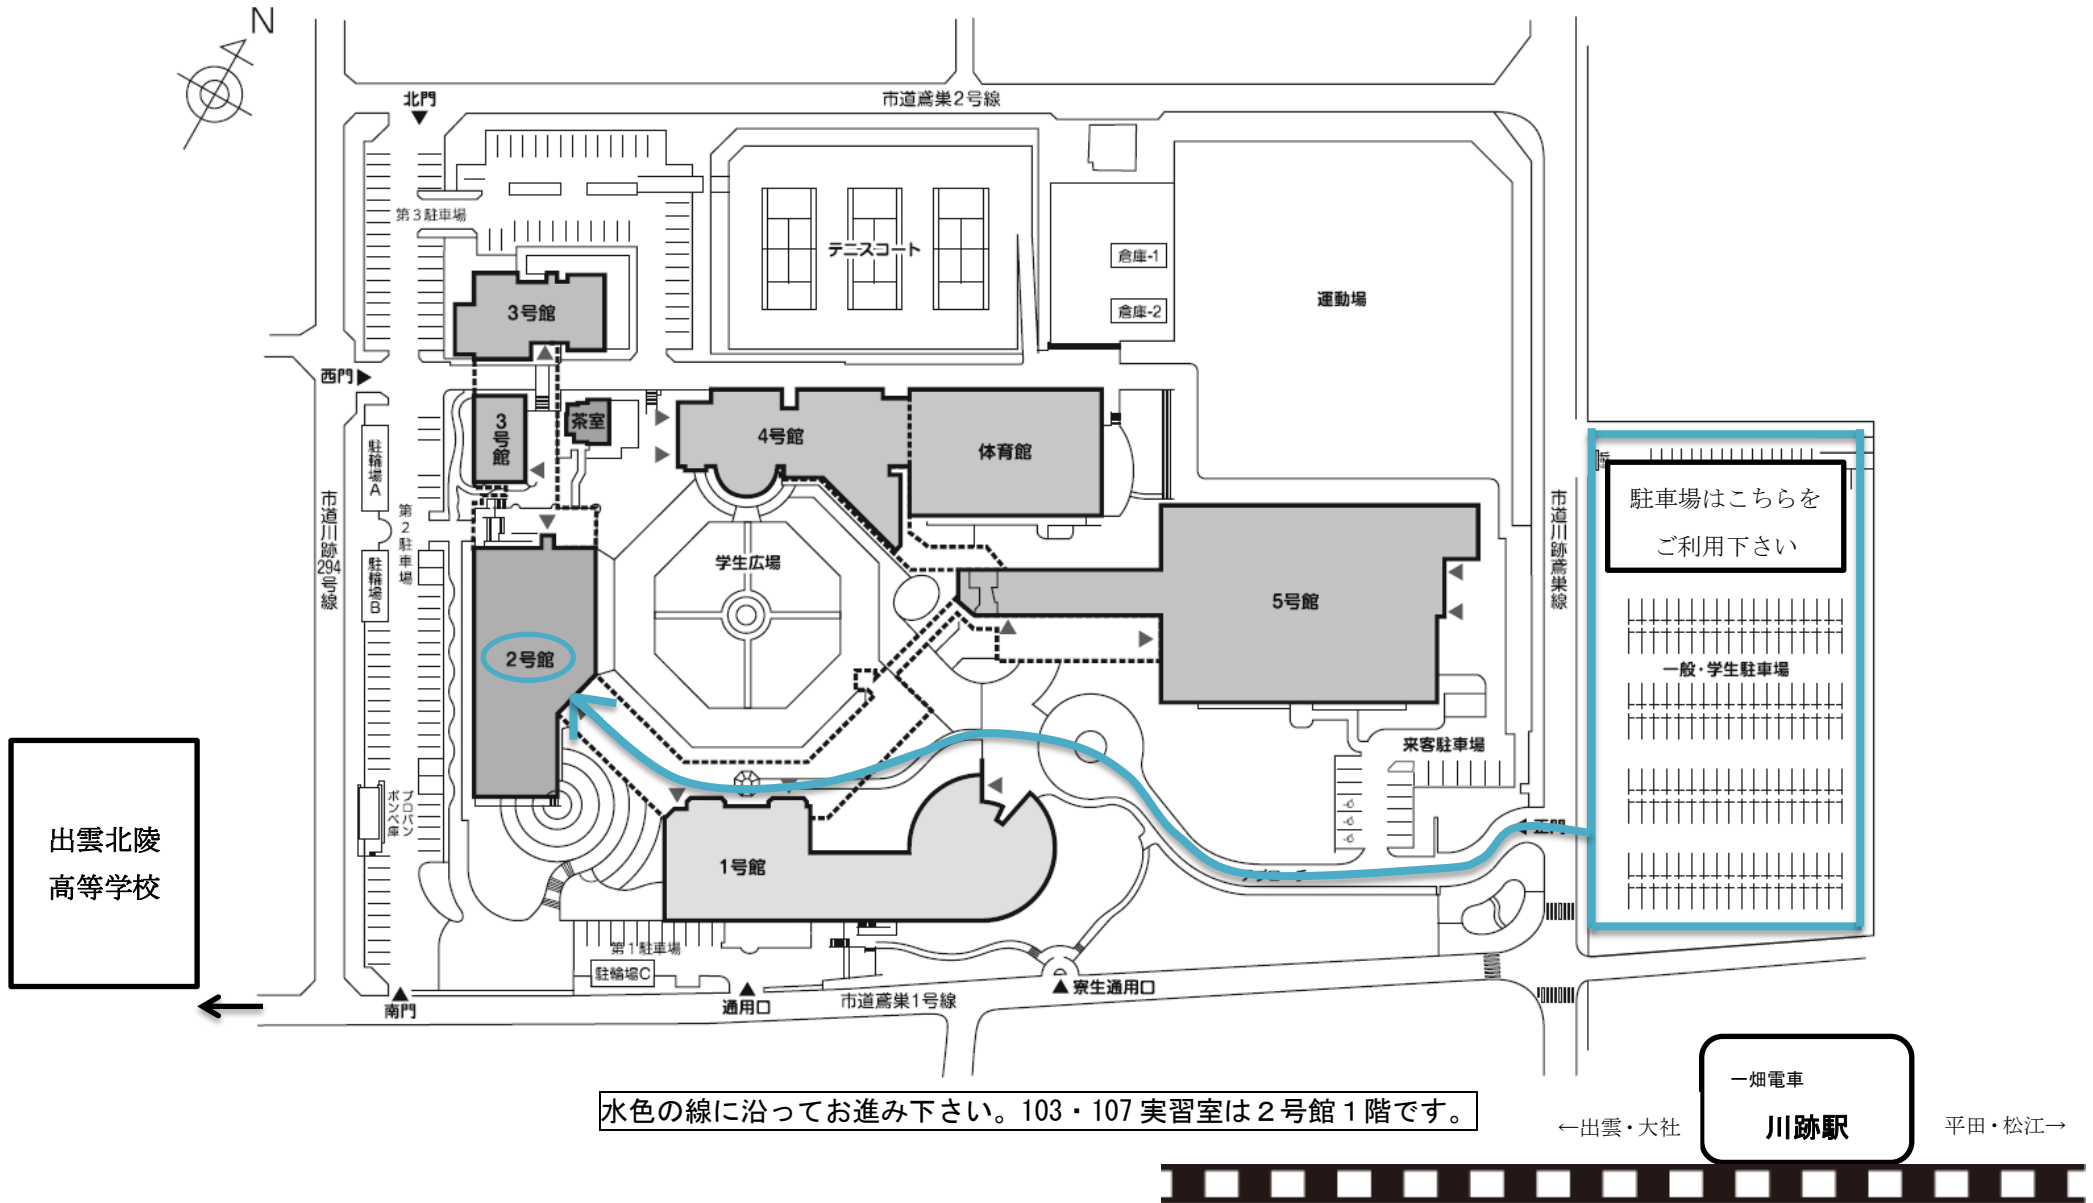 N
北門
市道鳶巣2号線
第3駐車場
テニスコート
倉庫-1
倉庫-2
運動場
3号館
西門
3号館
茶室
4号館
体育館
駐輪場A
第2駐車場
市道川跡294号線
駐輪場B
学生広場
5号館
市道川跡鳶巣線
駐車場はこちらを
ご利用下さい
一般・学生駐車場
2号館
来客駐車場
正門
プロパン
ボンベ庫
1号館
出雲北陵
高等学校
第1駐車場
駐輪場C
南門
通用口
市道鳶巣1号線
寮生通用口
水色の線に沿ってお進み下さい。103・107実習室は2号館1階です。
一畑電車
川跡駅
←出雲・大社
平田・松江→